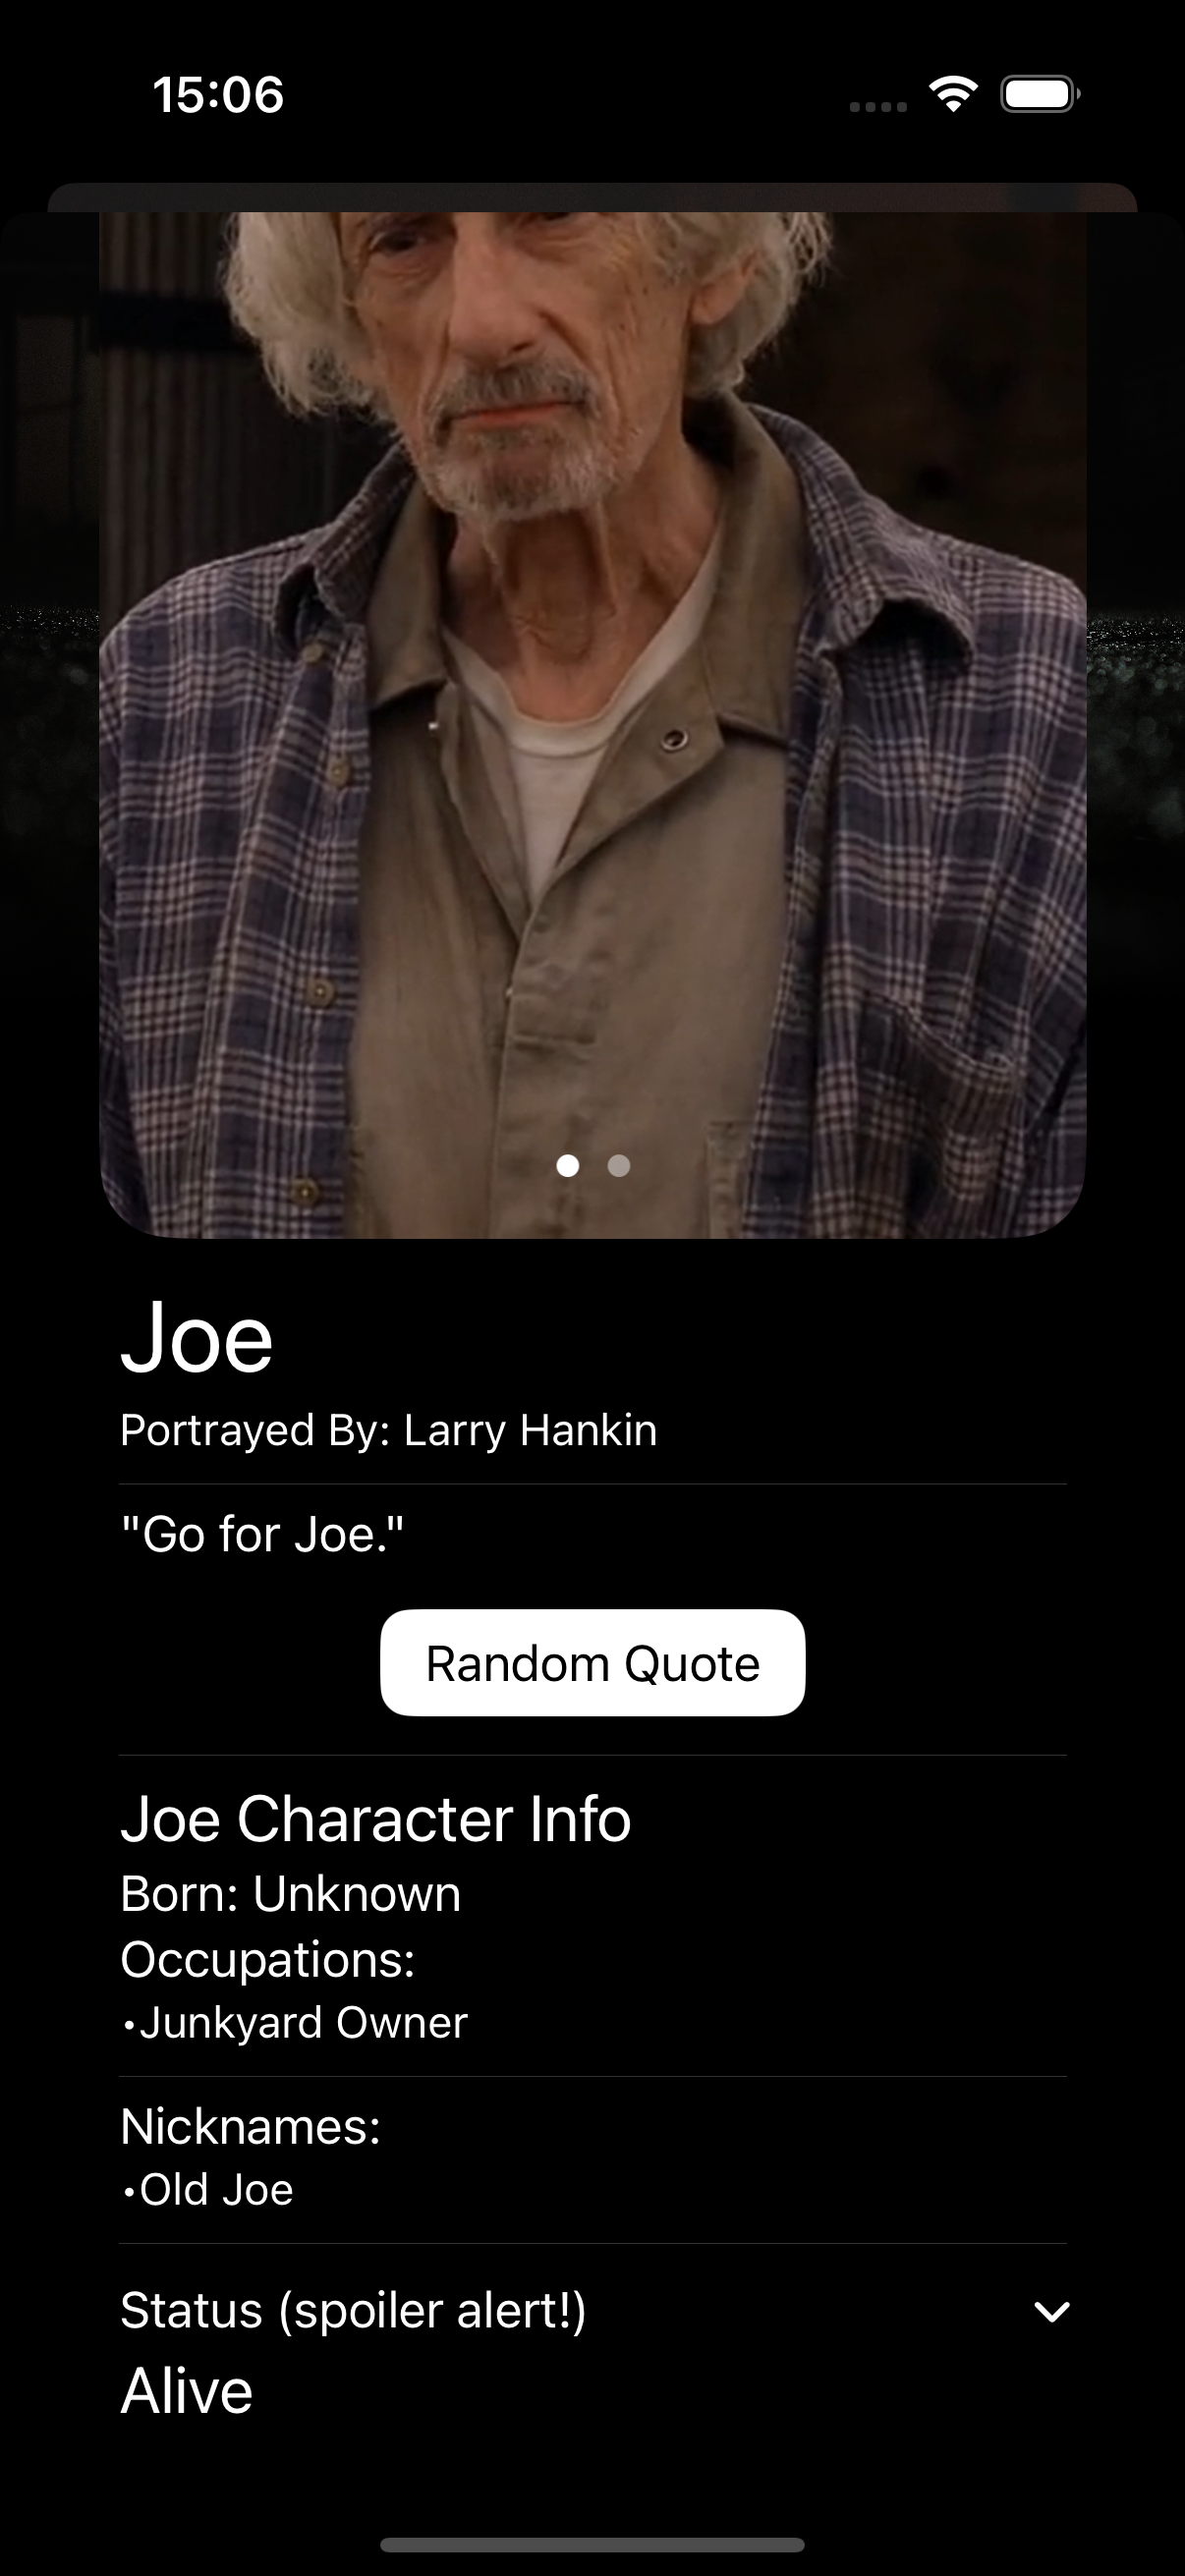 15:06
Joe
Portrayed By: Larry Hankin
"Go for Joe."
Random Quote
Joe Character Info
Born: Unknown
Occupations:
•Junkyard Owner
Nicknames:
•Old Joe
Status (spoiler alert!)
Alive